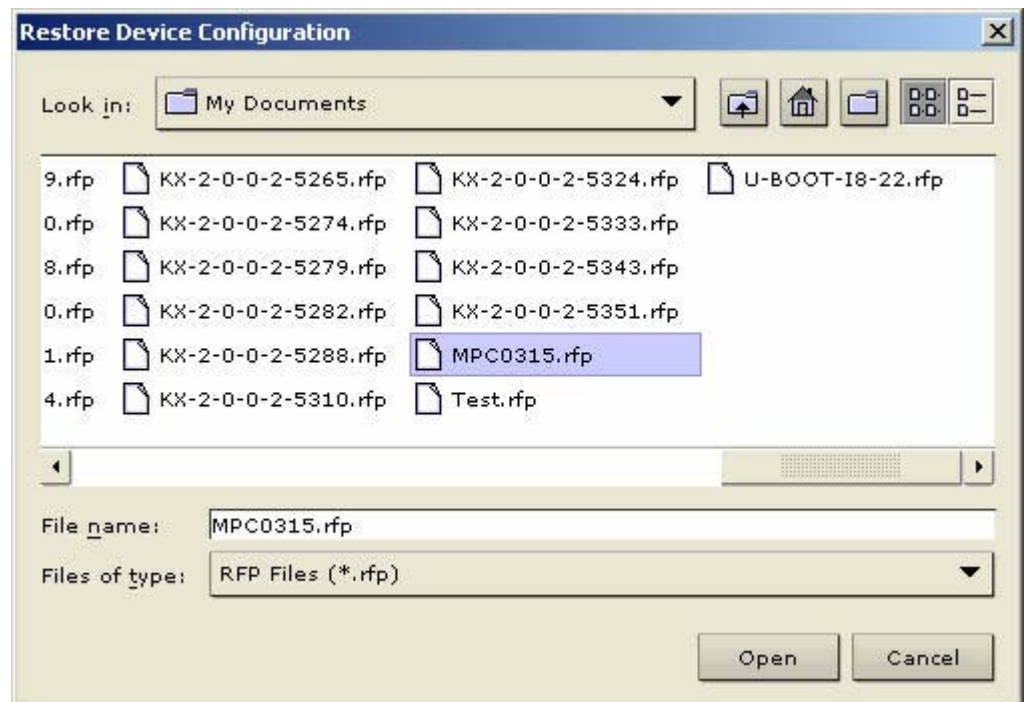 Restore Device Configuration
Look in: My Documents
9.rfp KX-2-0-0-2-5265.rfp KX-2-0-0-2-5324.rfp U-BOOT-I8-22.rfp
0.rfp KX-2-0-0-2-5274.rfp KX-2-0-0-2-5333.rfp
8.rfp KX-2-0-0-2-5279.rfp KX-2-0-0-2-5343.rfp
0.rfp KX-2-0-0-2-5282.rfp KX-2-0-0-2-5351.rfp
1.rfp KX-2-0-0-2-5288.rfp MPC0315.rfp
4.rfp KX-2-0-0-2-5310.rfp Test.rfp
File name: MPC0315.rfp
Files of type: RFP Files (*.rfp)
Open Cancel